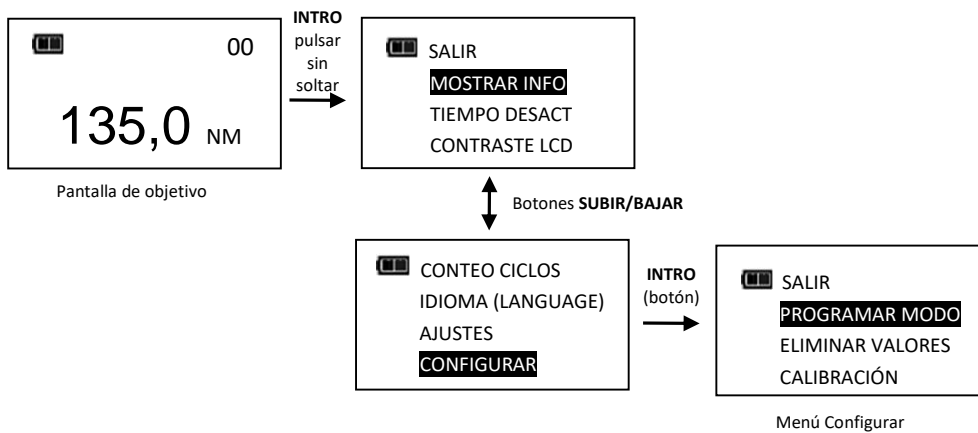 00
135,0 NM
Pantalla de objetivo
INTRO
pulsar
sin
soltar
SALIR
MOSTRAR INFO
TIEMPO DESACT
CONTRASTE LCD
Botones SUBIR/BAJAR
CONTEO CICLOS
IDIOMA (LANGUAGE)
AJUSTES
CONFIGURAR
INTRO
(botón)
SALIR
PROGRAMAR MODO
ELIMINAR VALORES
CALIBRACIÓN
Menú Configurar